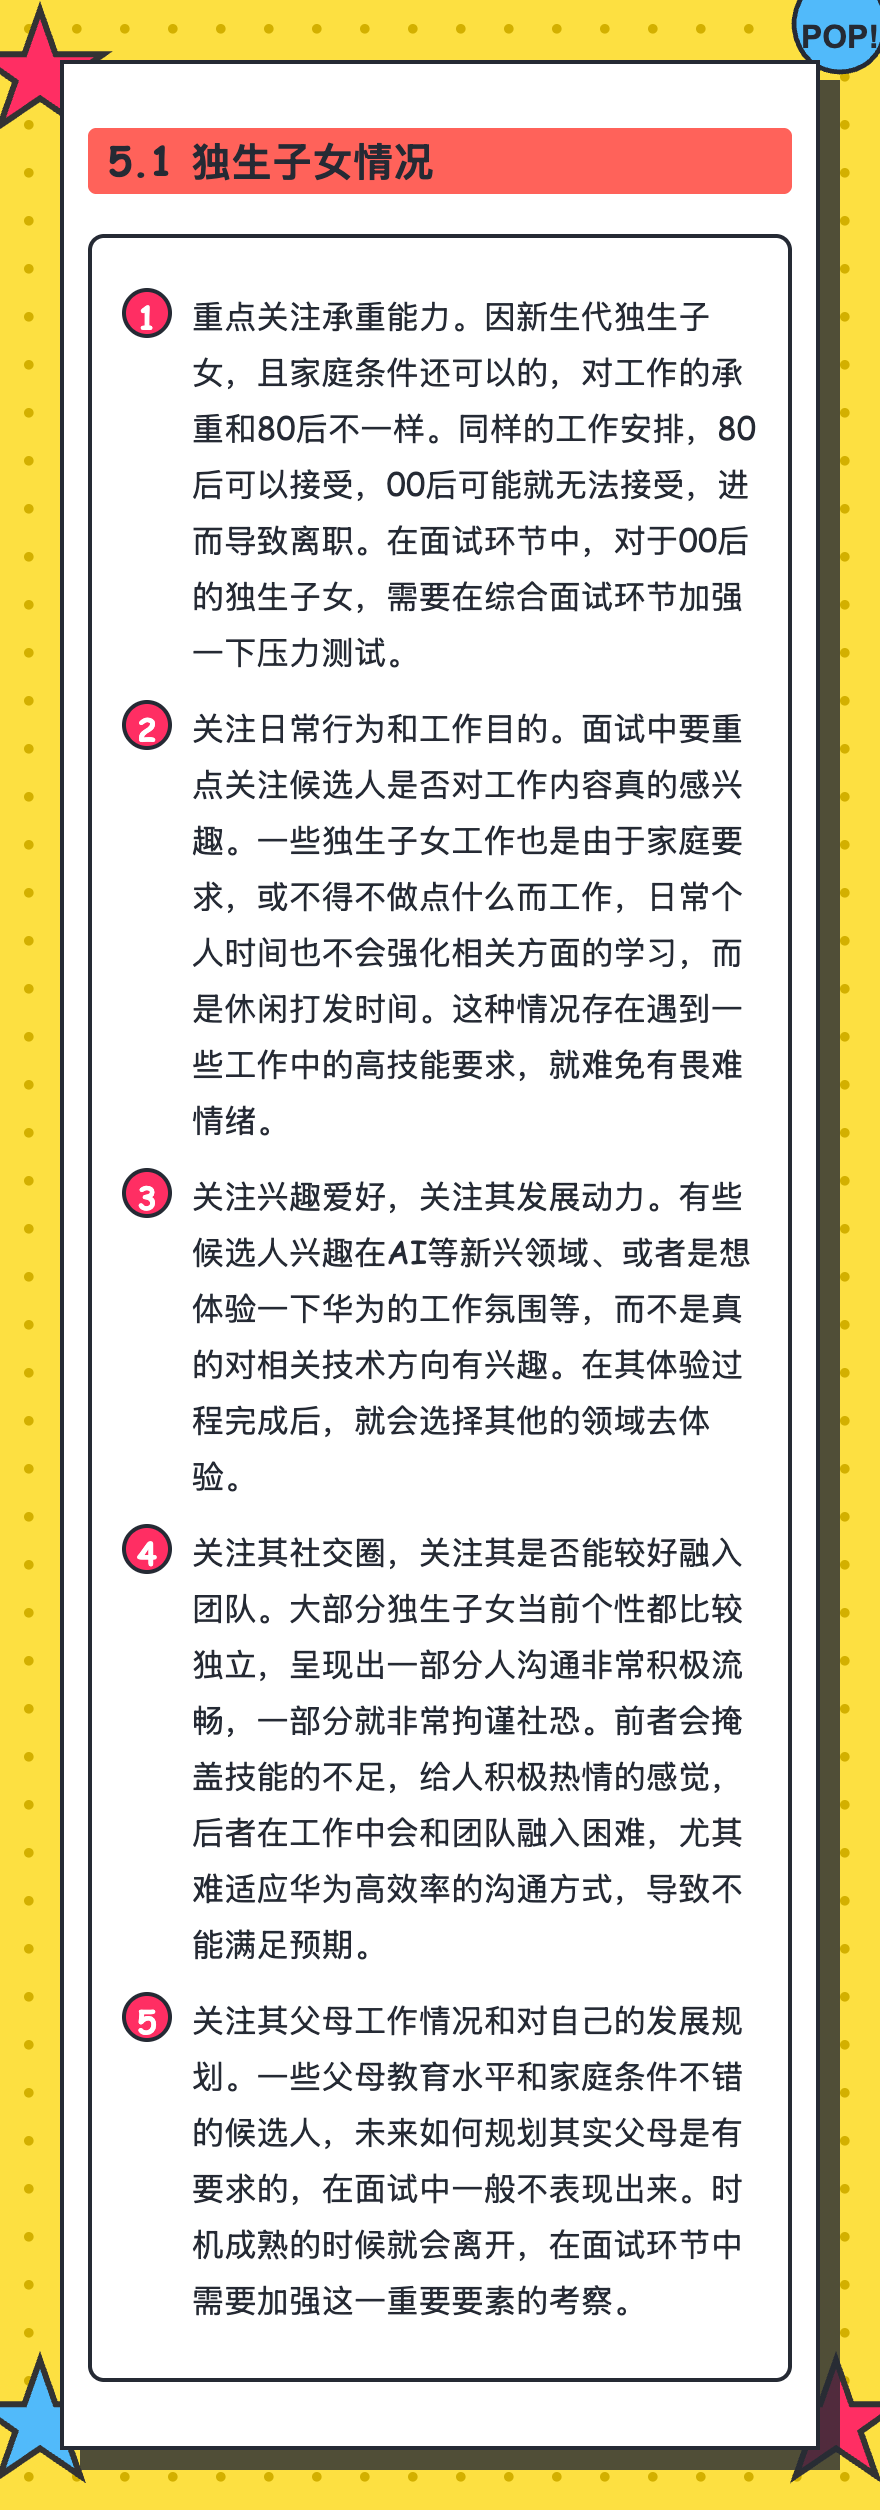 POP!
5.1 独生子女情况
1 重点关注承重能力。因新生代独生子
女，且家庭条件还可以的，对工作的承
重和80后不一样。同样的工作安排，80
后可以接受，00后可能就无法接受，进
而导致离职。在面试环节中，对于00后
的独生子女，需要在综合面试环节加强
一下压力测试。
2 关注日常行为和工作目的。面试中要重
点关注候选人是否对工作内容真的感兴
趣。一些独生子女工作也是由于家庭要
求，或不得不做点什么而工作，日常个
人时间也不会强化相关方面的学习，而
是休闲打发时间。这种情况存在遇到一
些工作中的高技能要求，就难免有畏难
情绪。
3 关注兴趣爱好，关注其发展动力。有些
候选人兴趣在AI等新兴领域、或者是想
体验一下华为的工作氛围等，而不是真
的对相关技术方向有兴趣。在其体验过
程完成后，就会选择其他的领域去体
验。
4 关注其社交圈，关注其是否能较好融入
团队。大部分独生子女当前个性都比较
独立，呈现出一部分人沟通非常积极流
畅，一部分就非常拘谨社恐。前者会掩
盖技能的不足，给人积极热情的感觉，
后者在工作中会和团队融入困难，尤其
难适应华为高效率的沟通方式，导致不
能满足预期。
5 关注其父母工作情况和对自己的发展规
划。一些父母教育水平和家庭条件不错
的候选人，未来如何规划其实父母是有
要求的，在面试中一般不表现出来。时
机成熟的时候就会离开，在面试环节中
需要加强这一重要要素的考察。